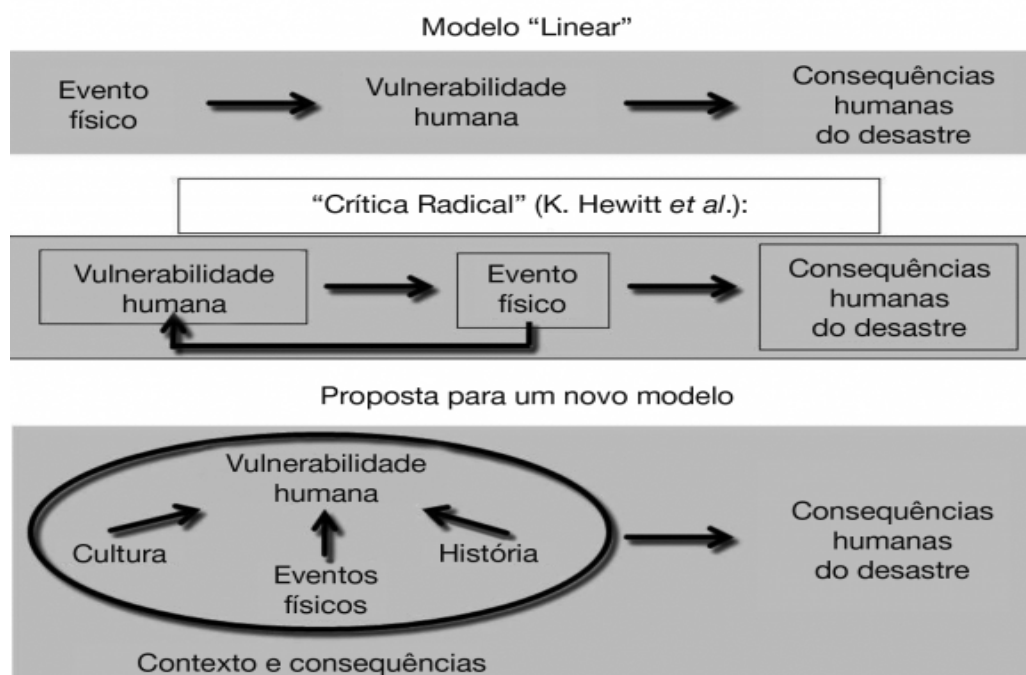 Modelo “Linear”
Evento
físico
Vulnerabilidade
humana
Consequências
humanas
do desastre
“Crítica Radical” (K. Hewitt et al.):
Vulnerabilidade
humana
Evento
físico
Consequências
humanas
do desastre
Proposta para um novo modelo
Vulnerabilidade
humana
Cultura
Eventos
físicos
História
Consequências
humanas
do desastre
Contexto e consequências